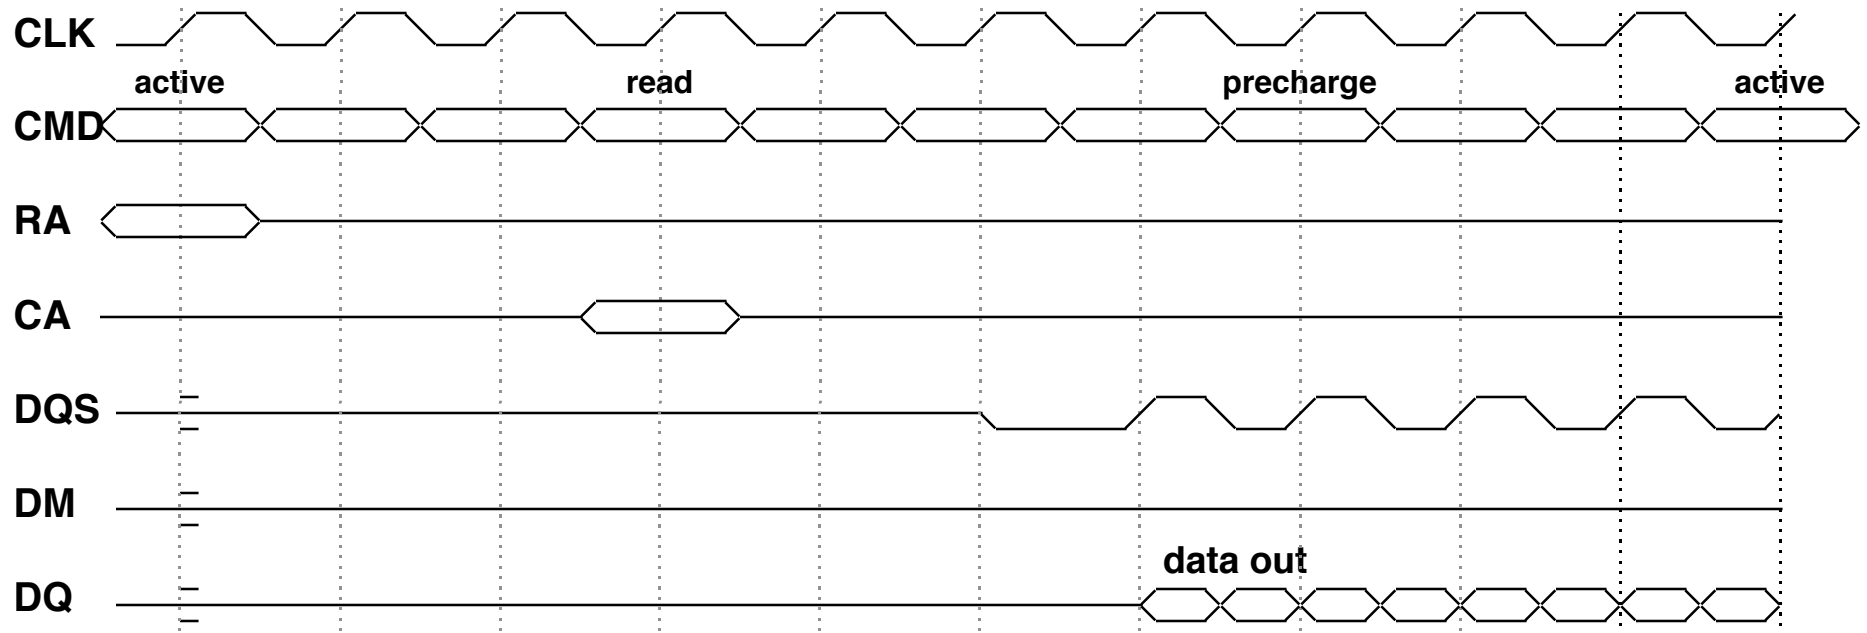 CLK
active read precharge active
CMD
RA
CA
DQS
DM
data out
DQ